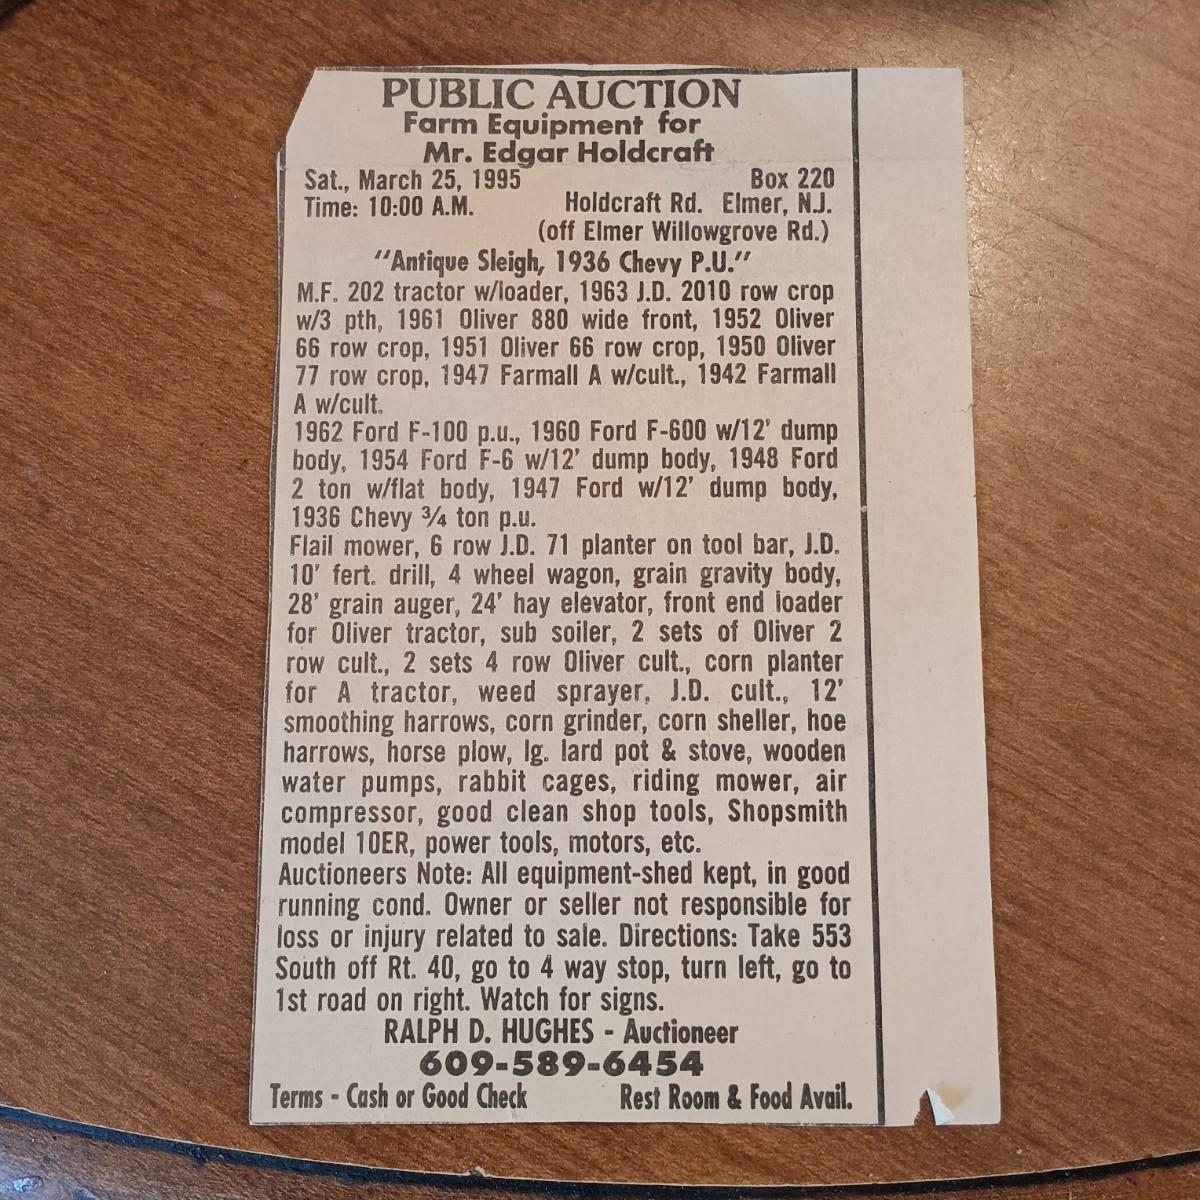 PUBLIC AUCTION
Farm Equipment for
Mr. Edgar Holdcraft
Sat., March 25, 1995 Box 220
Time: 10:00 A.M. Holdcraft Rd. Elmer, N.J.
(off Elmer Willowgrove Rd.)
"Antique Sleigh, 1936 Chevy P.U."
M.F. 202 tractor w/loader, 1963 J.D. 2010 row crop
w/3 pth, 1961 Oliver 880 wide front, 1952 Oliver
66 row crop, 1951 Oliver 66 row crop, 1950 Oliver
77 row crop, 1947 Farmall A w/cult., 1942 Farmall
A w/cult.
1962 Ford F-100 p.u., 1960 Ford F-600 w/12' dump
body, 1954 Ford F-6 w/12' dump body, 1948 Ford
2 ton w/flat body, 1947 Ford w/12' dump body,
1936 Chevy ¾ ton p.u.
Flail mower, 6 row J.D. 71 planter on tool bar, J.D.
10' fert. drill, 4 wheel wagon, grain gravity body,
28' grain auger, 24' hay elevator, front end loader
for Oliver tractor, sub soiler, 2 sets of Oliver 2
row cult., 2 sets 4 row Oliver cult., corn planter
for A tractor, weed sprayer, J.D. cult., 12'
smoothing harrows, corn grinder, corn sheller, hoe
harrows, horse plow, lg. lard pot & stove, wooden
water pumps, rabbit cages, riding mower, air
compressor, good clean shop tools, Shopsmith
model 10ER, power tools, motors, etc.
Auctioneers Note: All equipment-shed kept, in good
running cond. Owner or seller not responsible for
loss or injury related to sale. Directions: Take 553
South off Rt. 40, go to 4 way stop, turn left, go to
1st road on right. Watch for signs.
RALPH D. HUGHES - Auctioneer
609-589-6454
Terms - Cash or Good Check Rest Room & Food Avail.